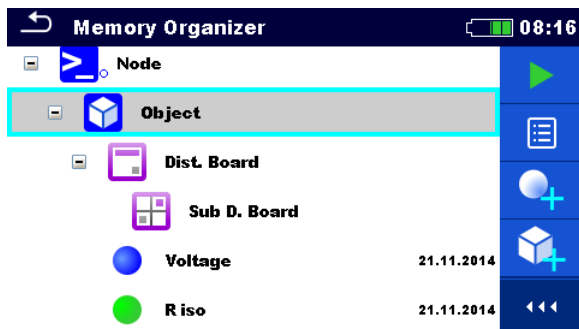 Memory Organizer 08:16
Node
Object
Dist. Board
Sub D. Board
Voltage 21.11.2014
R iso 21.11.2014